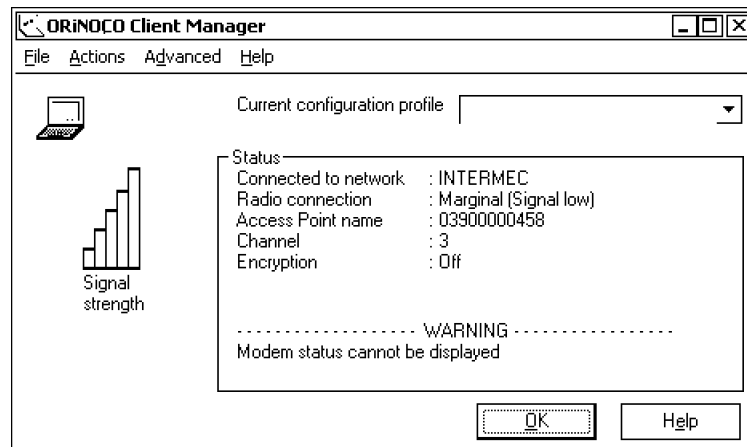 ORiNOCO Client Manager
File Actions Advanced Help
Current configuration profile
Status
Connected to network : INTERMEC
Radio connection : Marginal (Signal low)
Access Point name : 03900000458
Channel : 3
Encryption : Off
Signal
strength
- - - - - - - - - - - - - - - - - - WARNING - - - - - - - - - - - - - - - -
Modem status cannot be displayed
OK Help